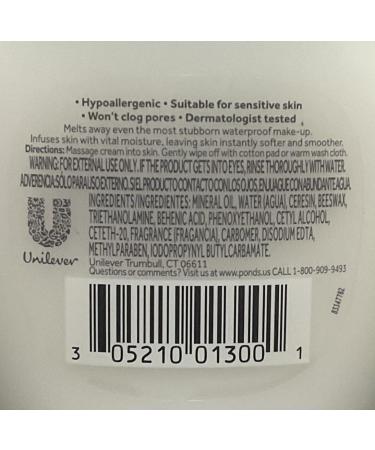 • Hypoallergenic • Suitable for sensitive skin
• Won't clog pores • Dermatologist tested
Melts away even the most stubborn waterproof make-up.
Infuses skin with vital moisture, leaving skin instantly softer and smoother.
Directions: Massage cream into skin. Gently wipe off with cotton pad or warm wash cloth.
WARNING: FOR EXTERNAL USE ONLY. IF THE PRODUCT GETS INTO EYES, RINSE THOROUGHLY WITH WATER.
ADVERENCIA: SOLO PARA USO EXTERNO. SI EL PRODUCTO CONTACTO CON LOS OJOS, ENJUAGUE CON ABUNDANTE AGUA.
INGREDIENTS/INGREDIENTES: MINERAL OIL, WATER (AGUA), CERESIN, BEESWAX,
TRIETHANOLAMINE, BEHENIC ACID, PHENOXYETHANOL, CETYL ALCOHOL,
CETETH-20, FRAGRANCE (FRAGANCIA), CARBOMER, DISODIUM EDTA,
METHYLPARABEN, IODOPROPYNYL BUTYLCARBAMATE.
Unilever
Unilever Trumbull, CT 06611
Questions or comments? Visit us at www.ponds.us CALL 1-800-909-9493
83347782
3 05210 01300 1